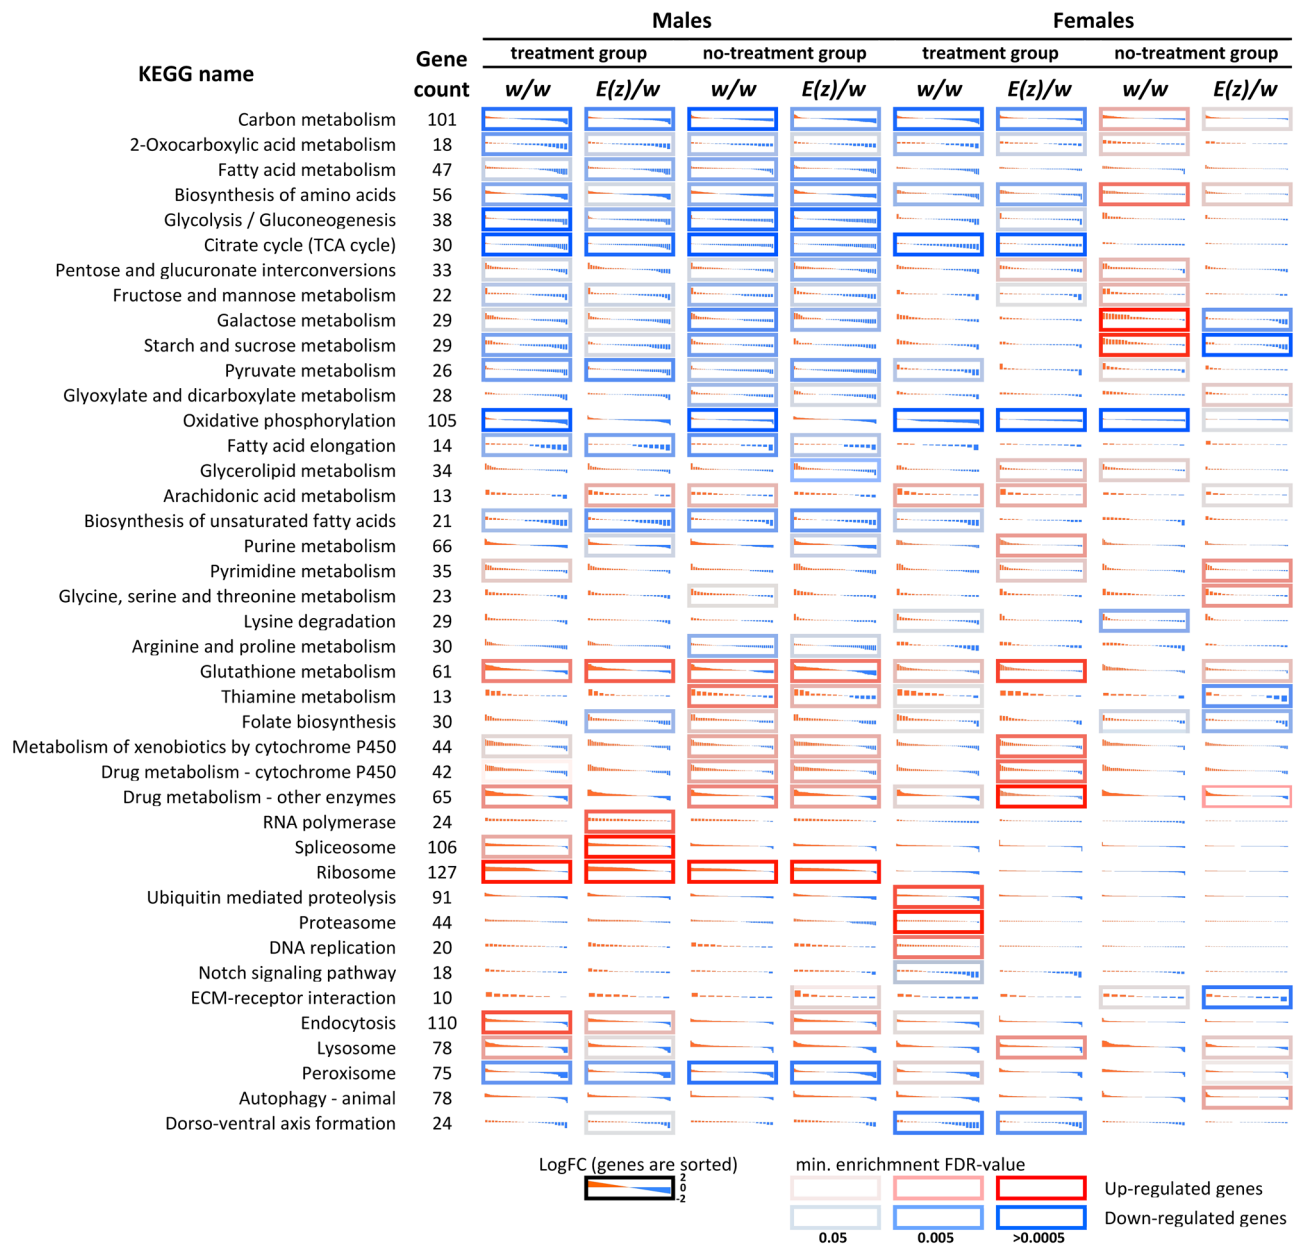 Males Females
KEGG name Gene count treatment group no-treatment group treatment group no-treatment group
w/w E(z)/w w/w E(z)/w w/w E(z)/w w/w E(z)/w
Carbon metabolism 101
2-Oxocarboxylic acid metabolism 18
Fatty acid metabolism 47
Biosynthesis of amino acids 56
Glycolysis / Gluconeogenesis 38
Citrate cycle (TCA cycle) 30
Pentose and glucuronate interconversions 33
Fructose and mannose metabolism 22
Galactose metabolism 29
Starch and sucrose metabolism 29
Pyruvate metabolism 26
Glyoxylate and dicarboxylate metabolism 28
Oxidative phosphorylation 105
Fatty acid elongation 14
Glycerolipid metabolism 34
Arachidonic acid metabolism 13
Biosynthesis of unsaturated fatty acids 21
Purine metabolism 66
Pyrimidine metabolism 35
Glycine, serine and threonine metabolism 23
Lysine degradation 29
Arginine and proline metabolism 30
Glutathione metabolism 61
Thiamine metabolism 13
Folate biosynthesis 30
Metabolism of xenobiotics by cytochrome P450 44
Drug metabolism - cytochrome P450 42
Drug metabolism - other enzymes 65
RNA polymerase 24
Spliceosome 106
Ribosome 127
Ubiquitin mediated proteolysis 91
Proteasome 44
DNA replication 20
Notch signaling pathway 18
ECM-receptor interaction 10
Endocytosis 110
Lysosome 78
Peroxisome 75
Autophagy - animal 78
Dorso-ventral axis formation 24
LogFC (genes are sorted) min. enrichmnent FDR-value
2
0
-2
Up-regulated genes
Down-regulated genes
0.05 0.005 >0.0005